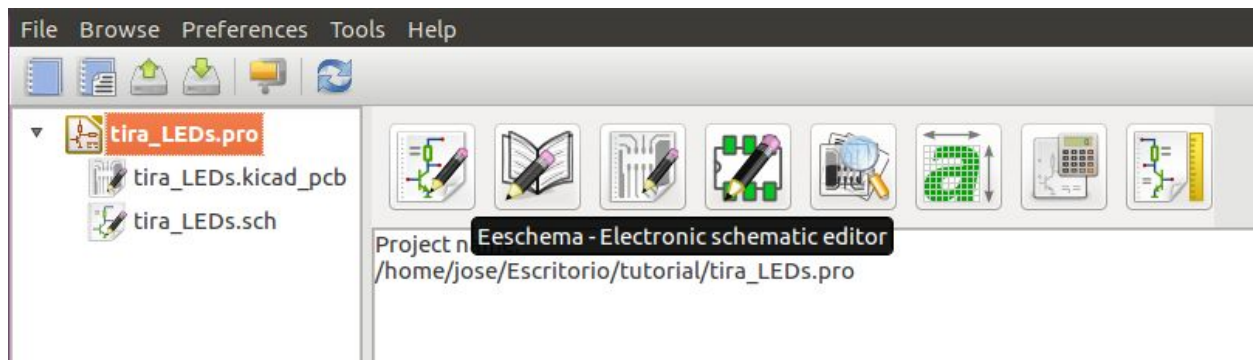 File Browse Preferences Tools Help
tira_LEDs.pro
tira_LEDs.kicad_pcb
tira_LEDs.sch
Eeschema - Electronic schematic editor
Project n
/home/jose/Escritorio/tutorial/tira_LEDs.pro